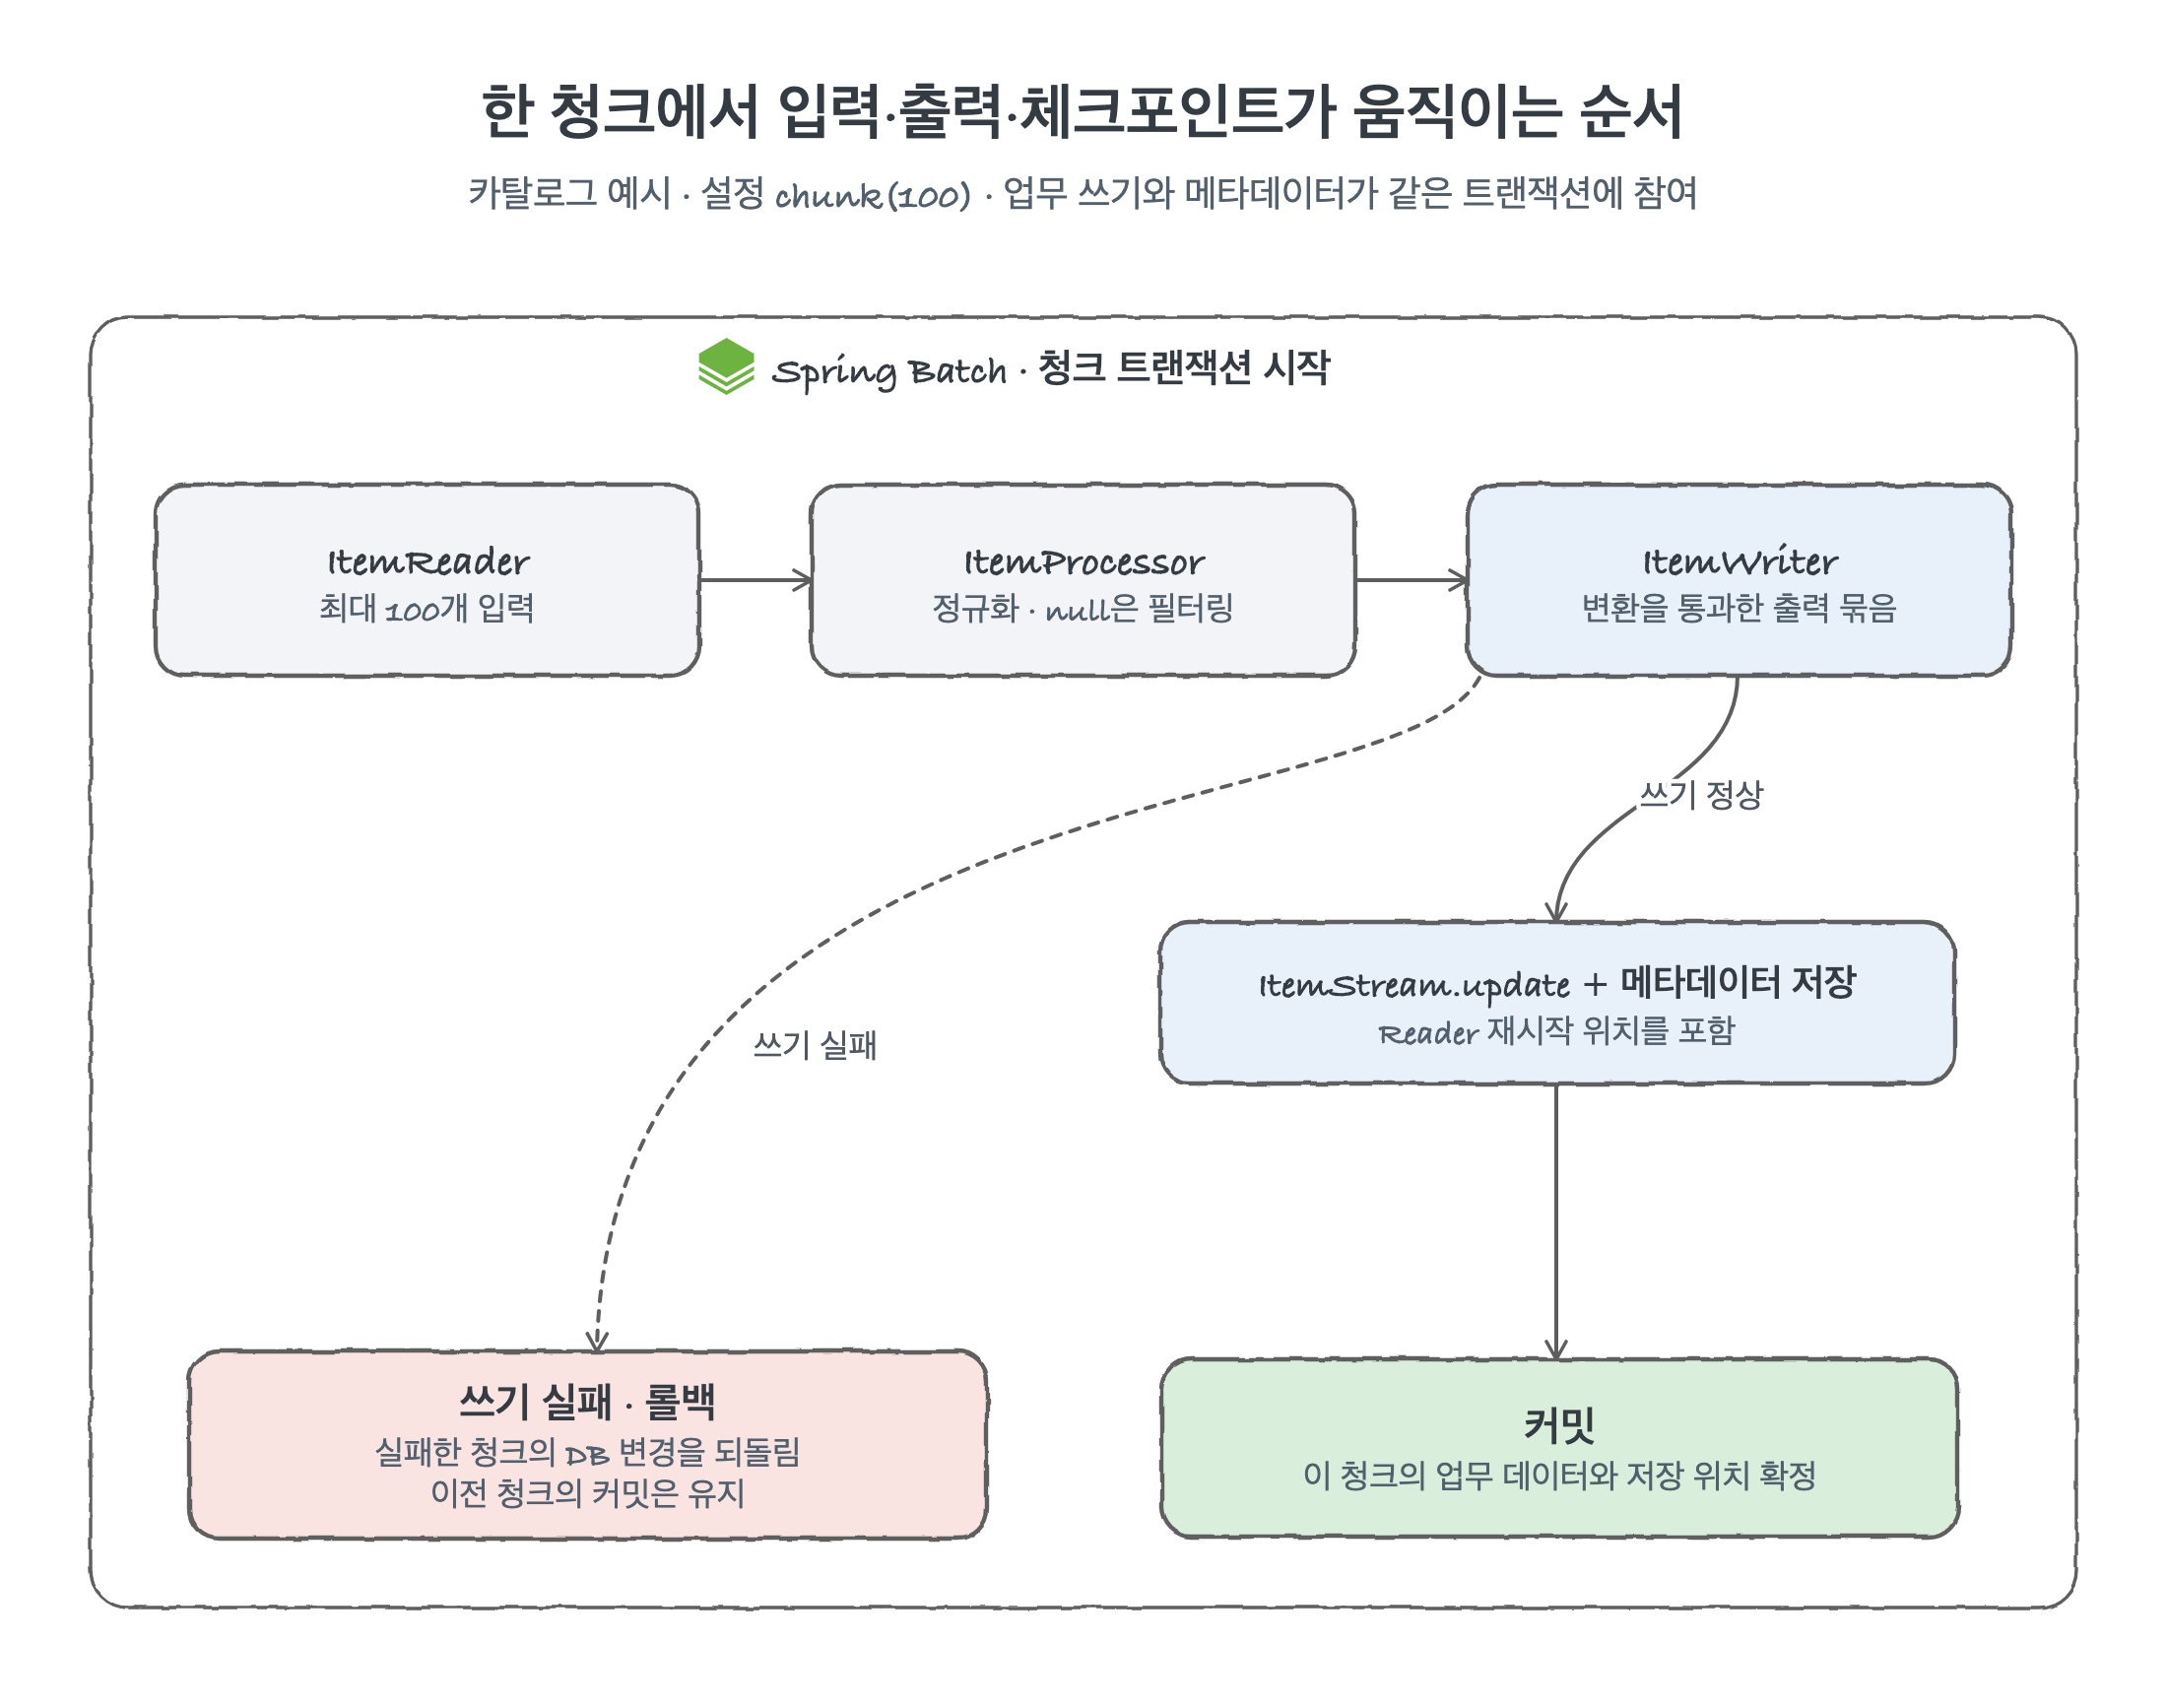 한 청크에서 입력·출력·체크포인트가 움직이는 순서
카탈로그 예시 · 설정 chunk(100) · 업무 쓰기와 메타데이터가 같은 트랜잭션에 참여
Spring Batch · 청크 트랜잭션 시작
ItemReader
최대 100개 입력
ItemProcessor
정규화 · null은 필터링
ItemWriter
변환을 통과한 출력 묶음
쓰기 정상
ItemStream.update + 메타데이터 저장
Reader 재시작 위치를 포함
쓰기 실패
쓰기 실패 · 롤백
실패한 청크의 DB 변경을 되돌림
이전 청크의 커밋은 유지
커밋
이 청크의 업무 데이터와 저장 위치 확정